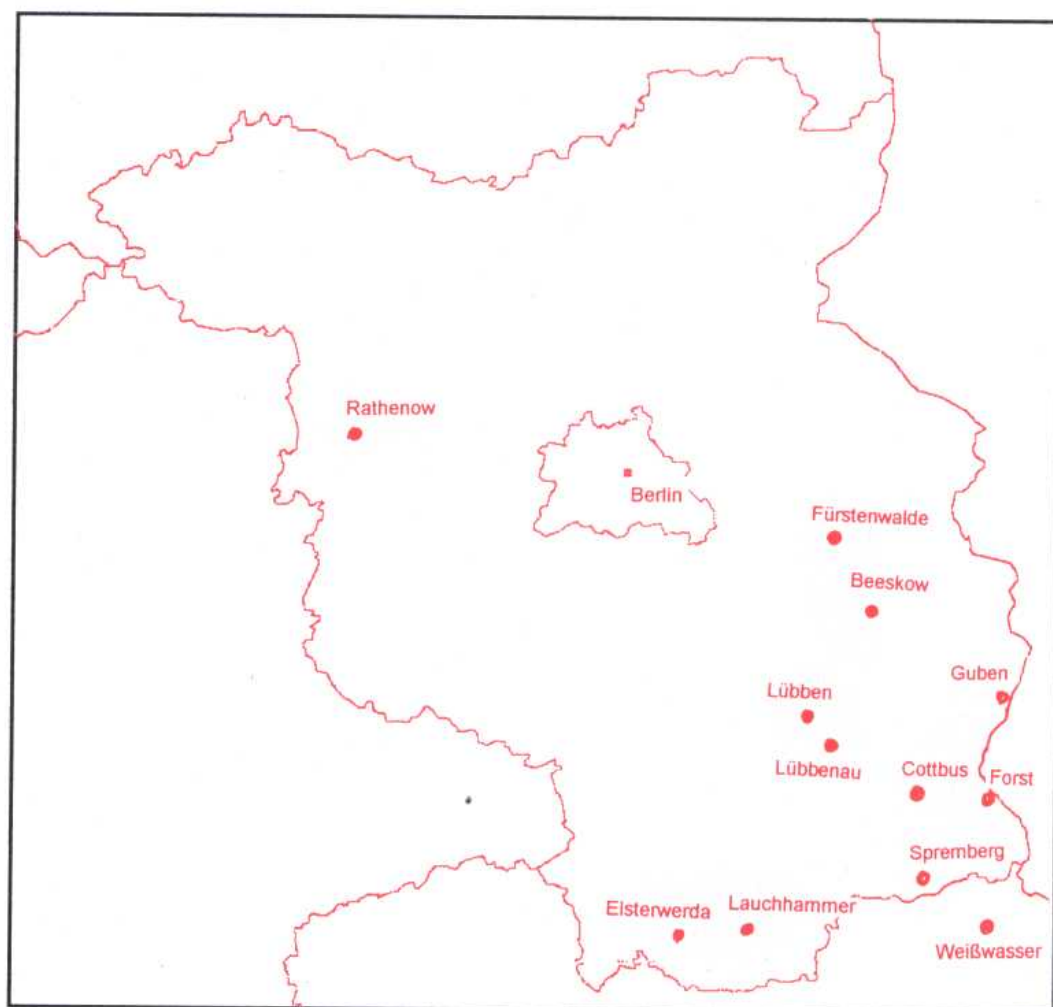 Rathenow
Berlin
Fürstenwalde
Beeskow
Guben
Lübben
Lübbenau
Cottbus
Forst
Spremberg
Elsterwerda
Lauchhammer
Weißwasser